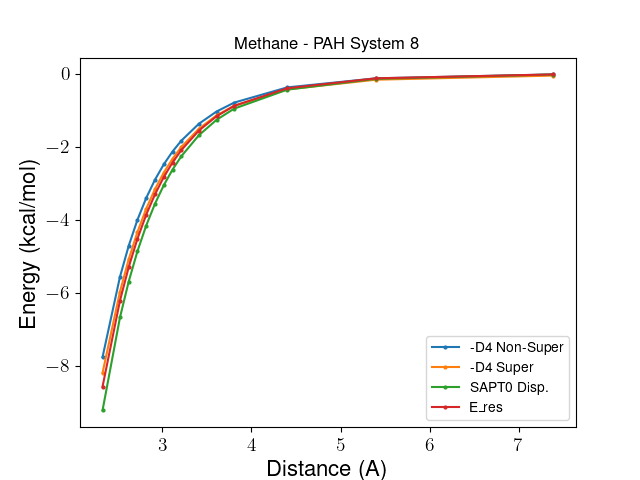 Methane - PAH System 8
Energy (kcal/mol)
0
−2
−4
−6
−8
3 4 5 6 7
Distance (A)
-D4 Non-Super
-D4 Super
SAPT0 Disp.
E_res